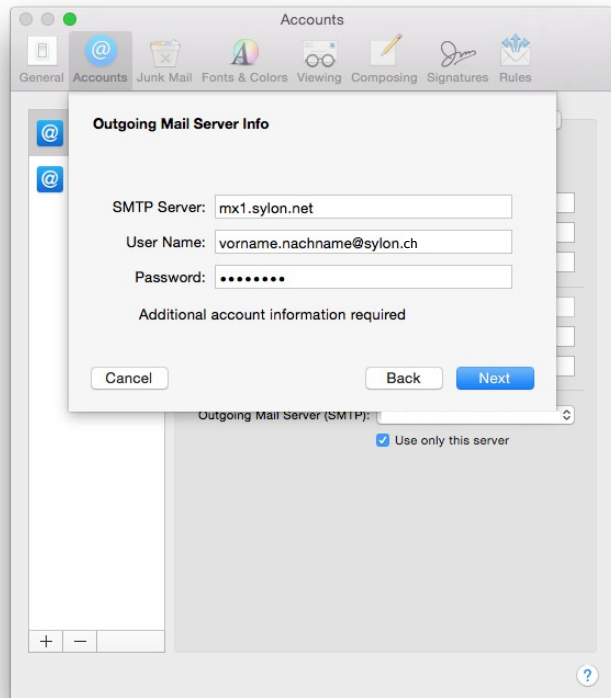 Accounts
General Accounts Junk Mail Fonts & Colors Viewing Composing Signatures Rules
@
@
@
Outgoing Mail Server Info
SMTP Server: mx1.sylon.net
User Name: vorname.nachname@sylon.ch
Password: ••••••••
Additional account information required
Cancel Back Next
Outgoing Mail Server (SMTP):
Use only this server
+ −
?